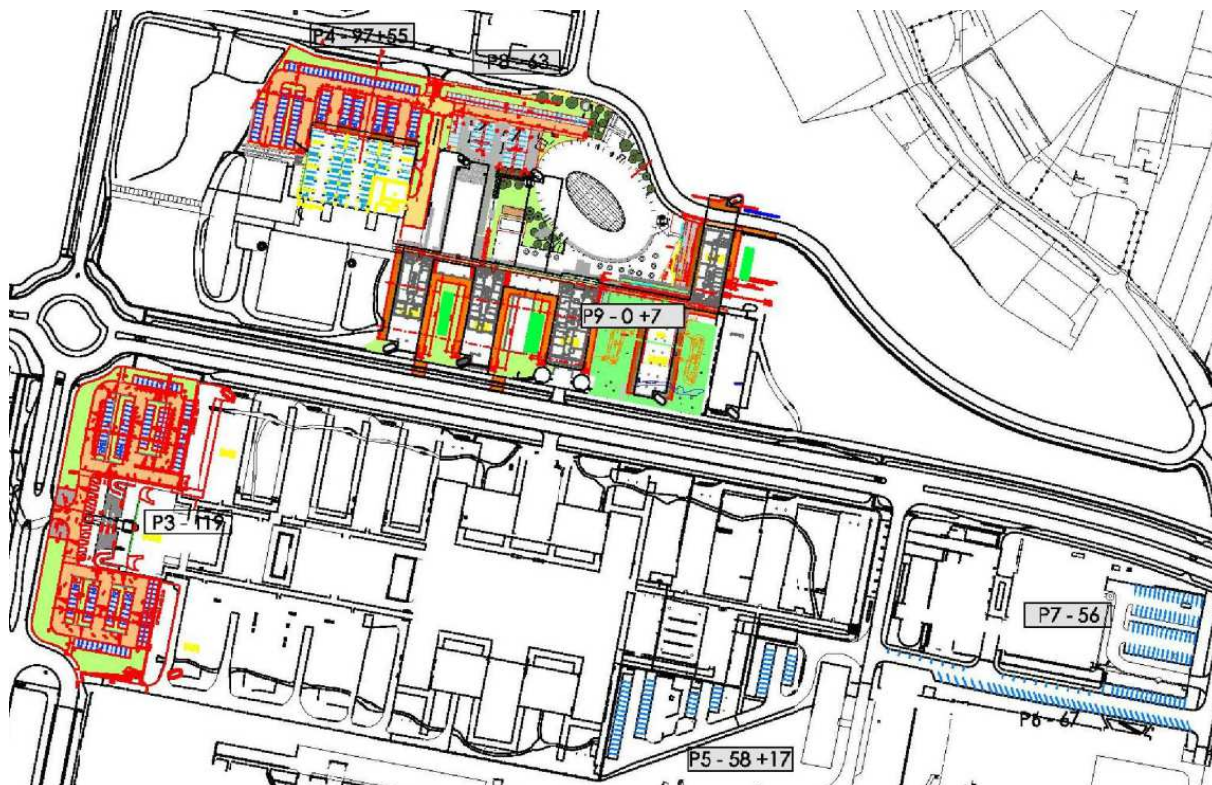 P4 - 97+55
P8 - 63
P9 - 0 +7
P3 - 119
P7 - 56
P6 - 67
P5 - 58 +17